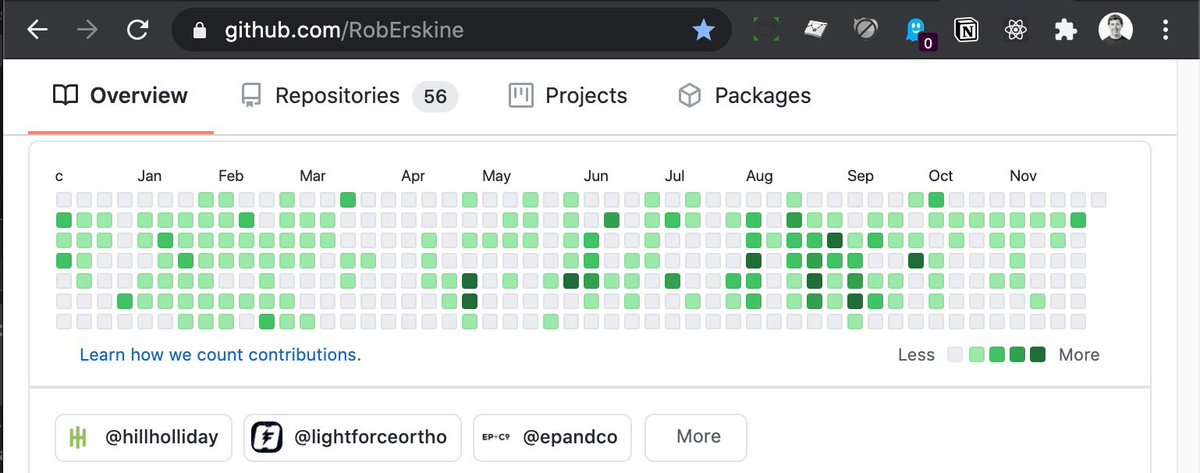 github.com/RobErskine
0
Overview Repositories 56 Projects Packages
c Jan Feb Mar Apr May Jun Jul Aug Sep Oct Nov
Learn how we count contributions. Less More
@hillholliday @lightforceortho EP+Cº @epandco More